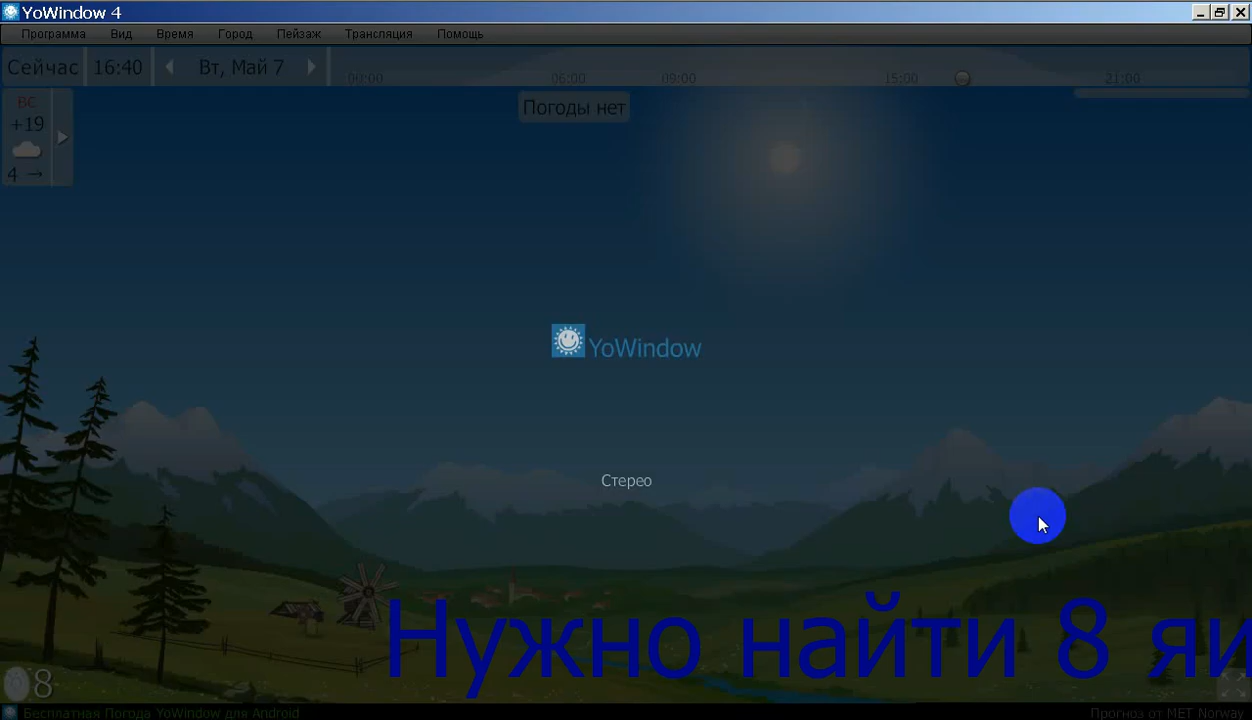 YoWindow 4
Программа Вид Время Город Пейзаж Трансляция Помощь
Сейчас 16:40 Вт, Май 7
00:00 06:00 09:00 15:00 21:00
Погоды нет
ВС
+19
4 →
YoWindow
Стерео
Нужно найти 8 яи
8
Бесплатная Погода YoWindow для Android
Прогноз от MET Norway